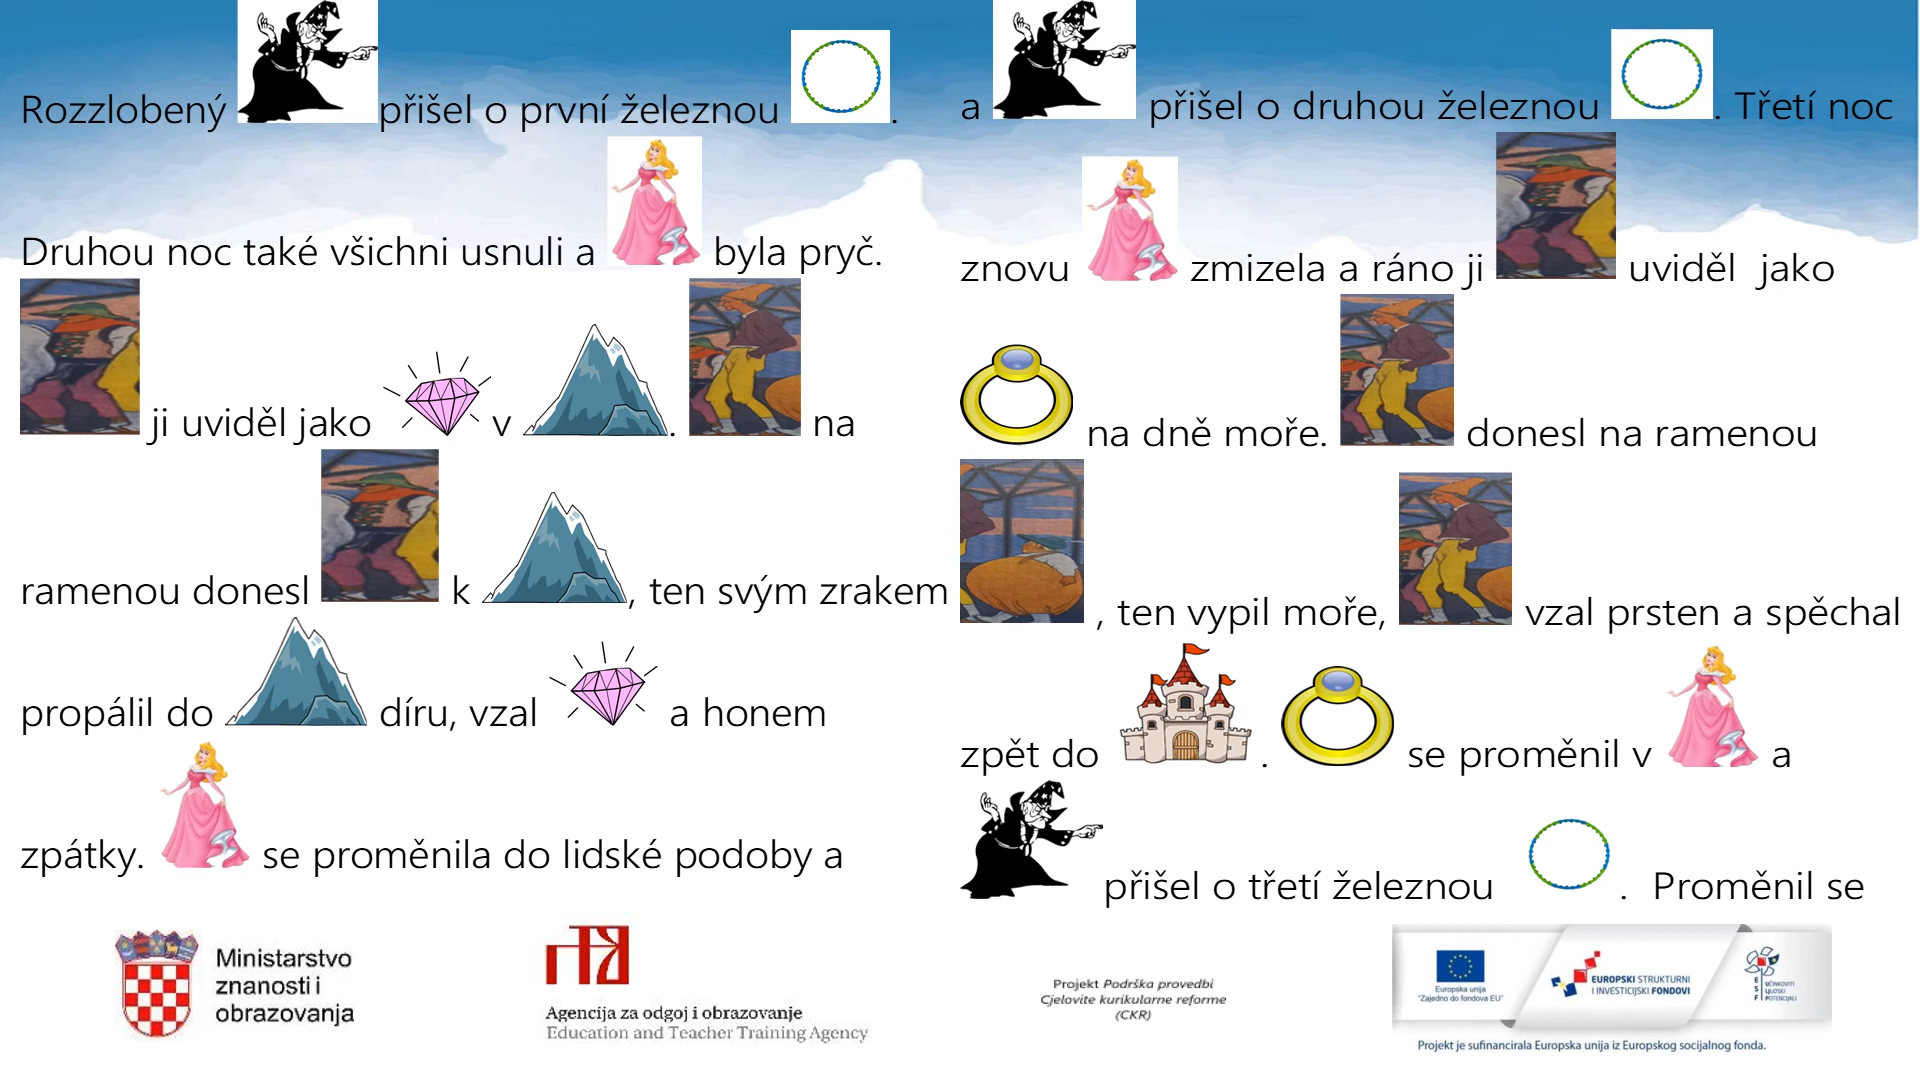 Rozzlobený přišel o první železnou .
Druhou noc také všichni usnuli a byla pryč.
ji uviděl jako v . na
ramenou donesl k , ten svým zrakem
propálil do díru, vzal a honem
zpátky. se proměnila do lidské podoby a
a přišel o druhou železnou . Třetí noc
znovu zmizela a ráno ji uviděl jako
na dně moře. donesl na ramenou
, ten vypil moře, vzal prsten a spěchal
zpět do . se proměnil v a
přišel o třetí železnou . Proměnil se
Ministarstvo
znanosti i
obrazovanja
Agencija za odgoj i obrazovanje
Education and Teacher Training Agency
Projekt Podrška provedbi
Cjelovite kurikularne reforme
(CKR)
Europska unija
"Zajedno do fondova EU"
EUROPSKI STRUKTURNI
I INVESTICIJSKI FONDOVI
ESF
UČINKOVITI
LJUDSKI
POTENCIJALI
Projekt je sufinancirala Europska unija iz Europskog socijalnog fonda.